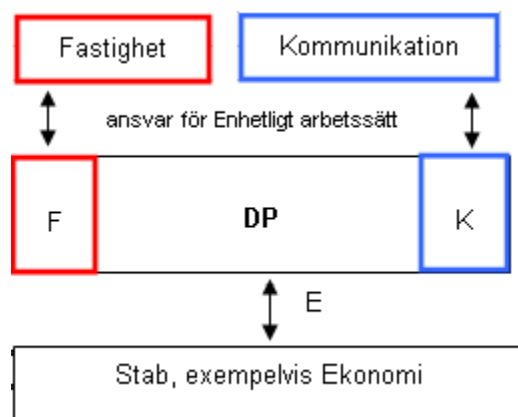 Fastighet
Kommunikation
ansvar för Enhetligt arbetssätt
F
DP
K
E
Stab, exempelvis Ekonomi